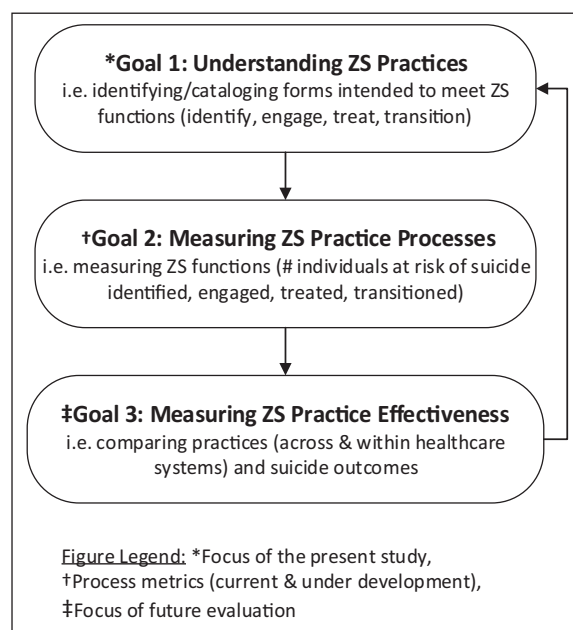 *Goal 1: Understanding ZS Practices
i.e. identifying/cataloging forms intended to meet ZS
functions (identify, engage, treat, transition)
†Goal 2: Measuring ZS Practice Processes
i.e. measuring ZS functions (# individuals at risk of suicide
identified, engaged, treated, transitioned)
‡Goal 3: Measuring ZS Practice Effectiveness
i.e. comparing practices (across & within healthcare
systems) and suicide outcomes
Figure Legend: *Focus of the present study,
†Process metrics (current & under development),
‡Focus of future evaluation